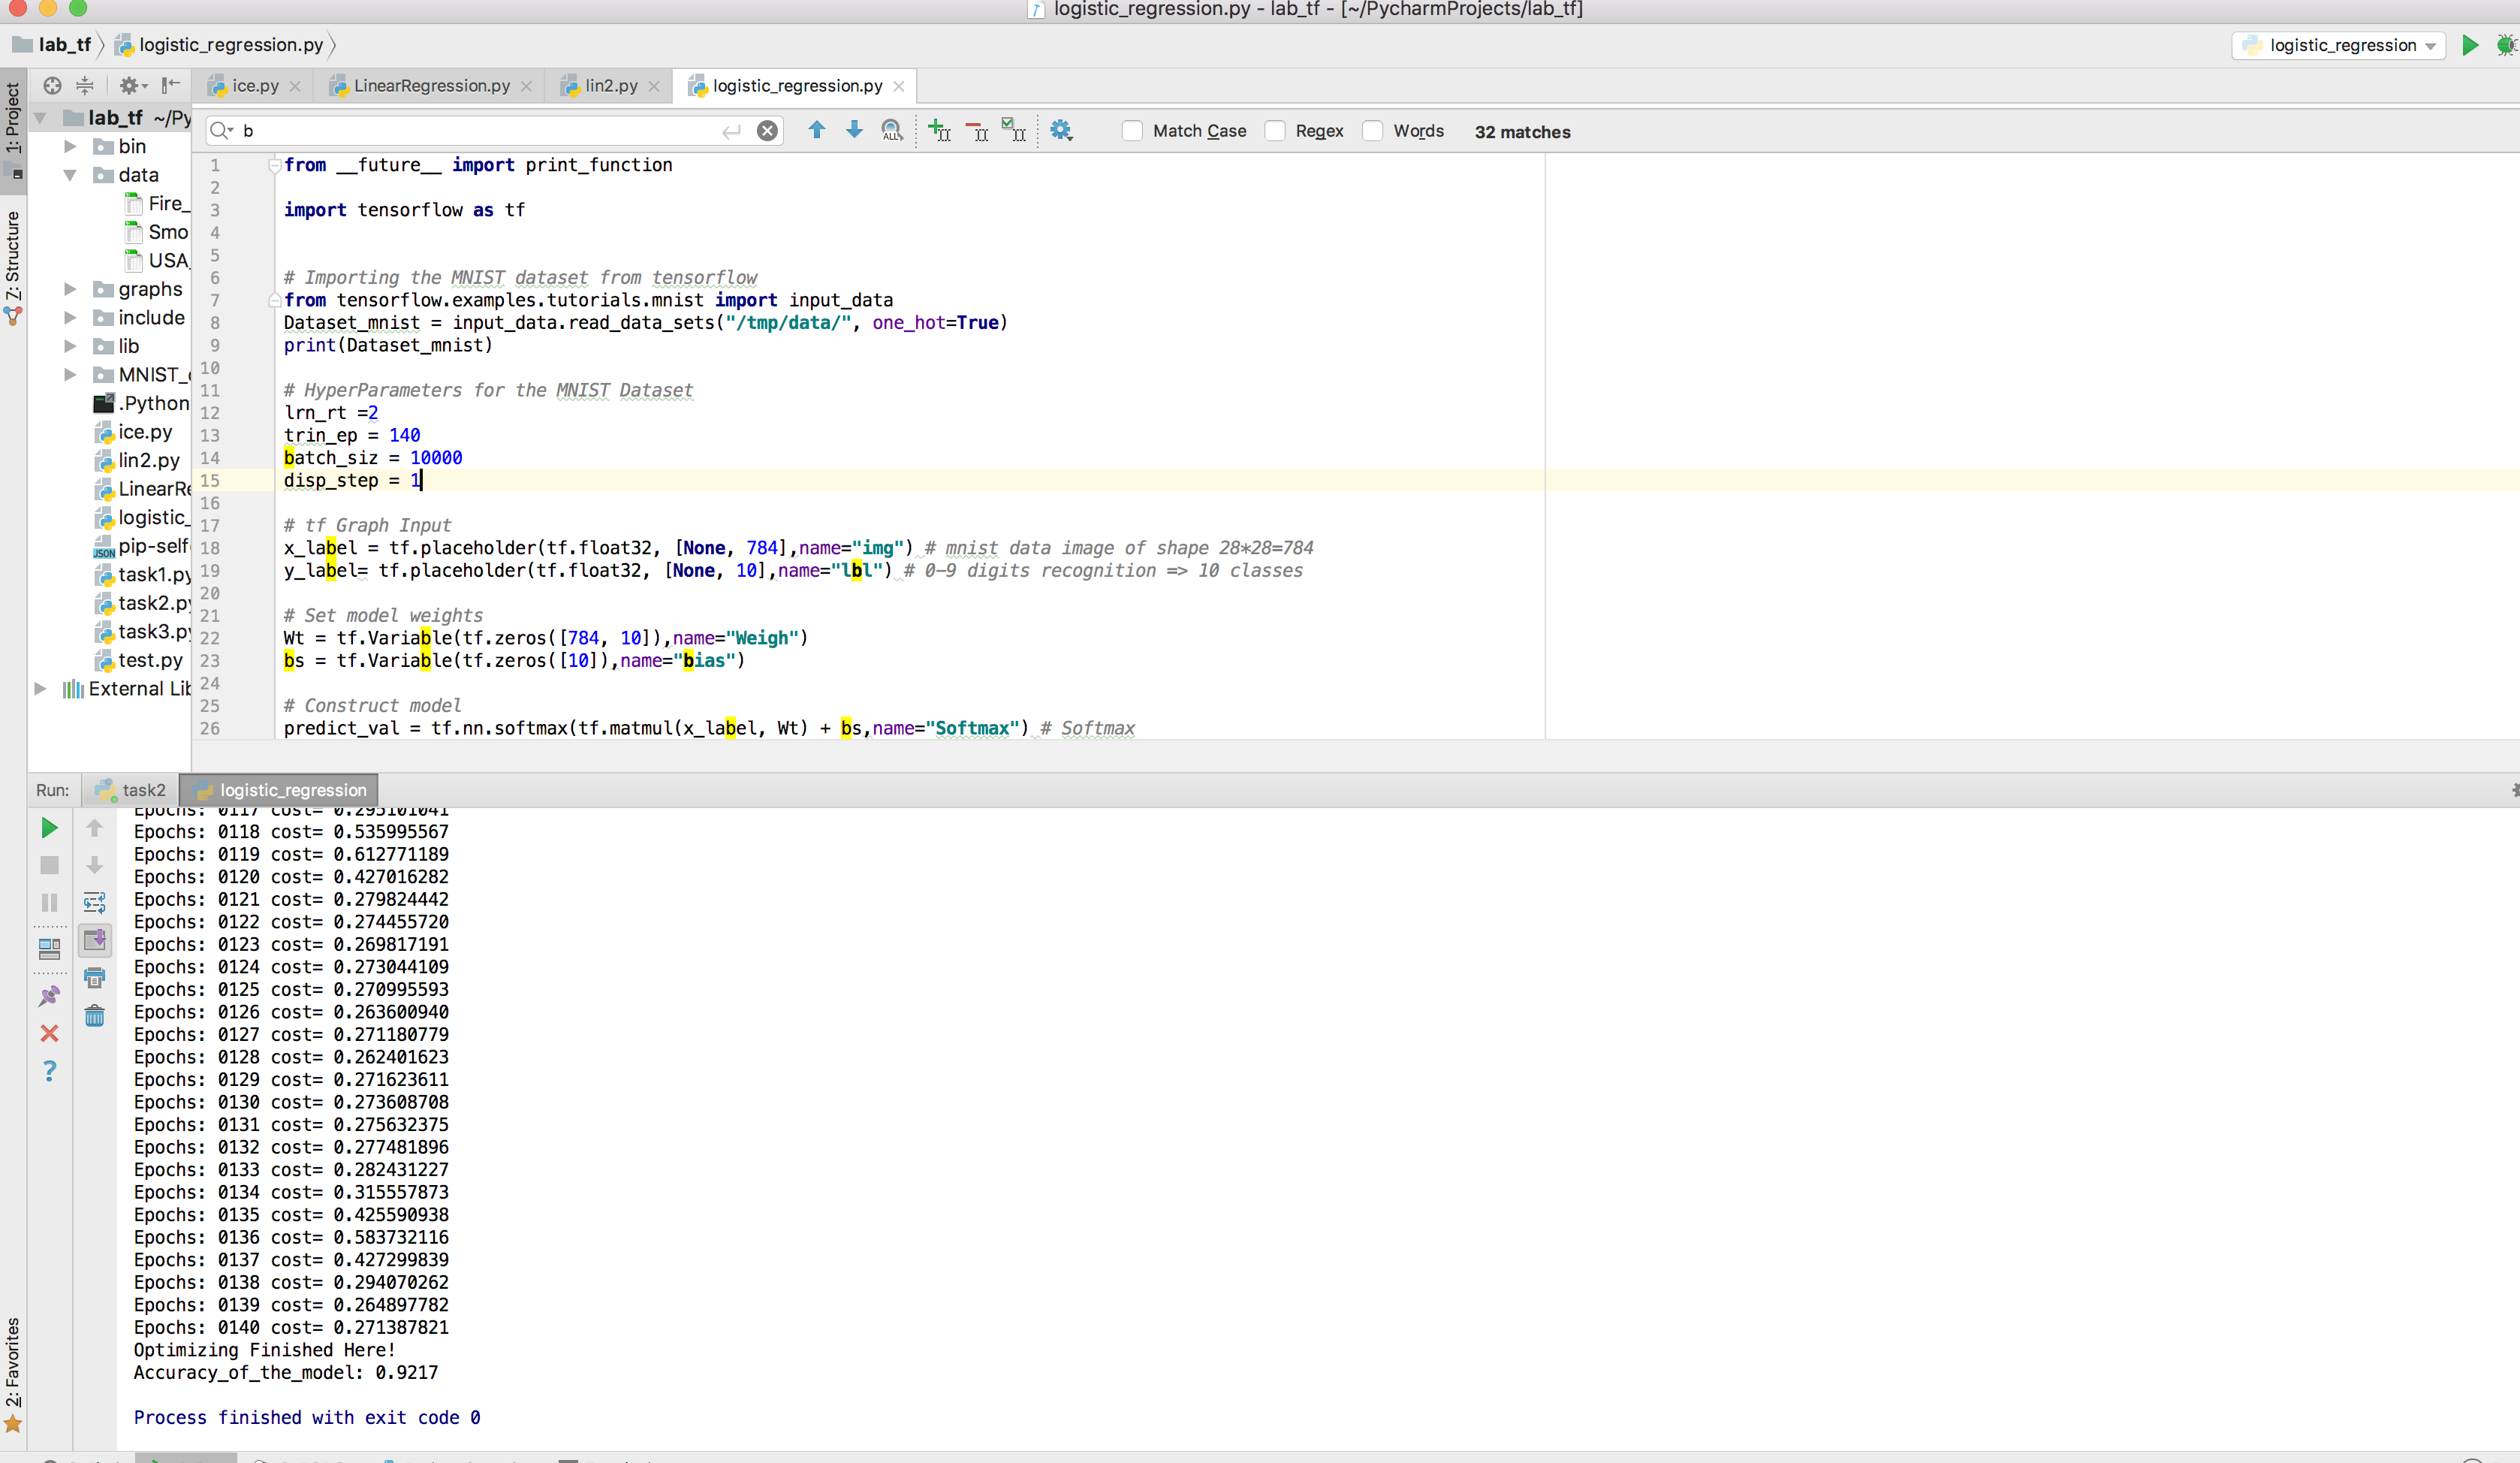 logistic_regression.py - lab_tf - [~/PycharmProjects/lab_tf]
lab_tf logistic_regression.py
logistic_regression
1: Project
7: Structure
2: Favorites
ice.py LinearRegression.py lin2.py logistic_regression.py
lab_tf ~/Py
bin
data
Fire_
Smo
USA_
graphs
include
lib
MNIST_
.Python
ice.py
lin2.py
LinearRe
logistic_
pip-self
task1.py
task2.py
task3.py
test.py
External Lib
b
ALL
Match Case Regex Words 32 matches
1 from __future__ import print_function
2
3 import tensorflow as tf
4
5
6 # Importing the MNIST dataset from tensorflow
7 from tensorflow.examples.tutorials.mnist import input_data
8 Dataset_mnist = input_data.read_data_sets("/tmp/data/", one_hot=True)
9 print(Dataset_mnist)
10
11 # HyperParameters for the MNIST Dataset
12 lrn_rt =2
13 trin_ep = 140
14 batch_siz = 10000
15 disp_step = 1
16
17 # tf Graph Input
18 x_label = tf.placeholder(tf.float32, [None, 784],name="img") # mnist data image of shape 28*28=784
19 y_label= tf.placeholder(tf.float32, [None, 10],name="lbl") # 0-9 digits recognition => 10 classes
20
21 # Set model weights
22 Wt = tf.Variable(tf.zeros([784, 10]),name="Weigh")
23 bs = tf.Variable(tf.zeros([10]),name="bias")
24
25 # Construct model
26 predict_val = tf.nn.softmax(tf.matmul(x_label, Wt) + bs,name="Softmax") # Softmax
Run: task2 logistic_regression
Epochs: 0117 cost= 0.295101041
Epochs: 0118 cost= 0.535995567
Epochs: 0119 cost= 0.612771189
Epochs: 0120 cost= 0.427016282
Epochs: 0121 cost= 0.279824442
Epochs: 0122 cost= 0.274455720
Epochs: 0123 cost= 0.269817191
Epochs: 0124 cost= 0.273044109
Epochs: 0125 cost= 0.270995593
Epochs: 0126 cost= 0.263600940
Epochs: 0127 cost= 0.271180779
Epochs: 0128 cost= 0.262401623
Epochs: 0129 cost= 0.271623611
Epochs: 0130 cost= 0.273608708
Epochs: 0131 cost= 0.275632375
Epochs: 0132 cost= 0.277481896
Epochs: 0133 cost= 0.282431227
Epochs: 0134 cost= 0.315557873
Epochs: 0135 cost= 0.425590938
Epochs: 0136 cost= 0.583732116
Epochs: 0137 cost= 0.427299839
Epochs: 0138 cost= 0.294070262
Epochs: 0139 cost= 0.264897782
Epochs: 0140 cost= 0.271387821
Optimizing Finished Here!
Accuracy_of_the_model: 0.9217
Process finished with exit code 0